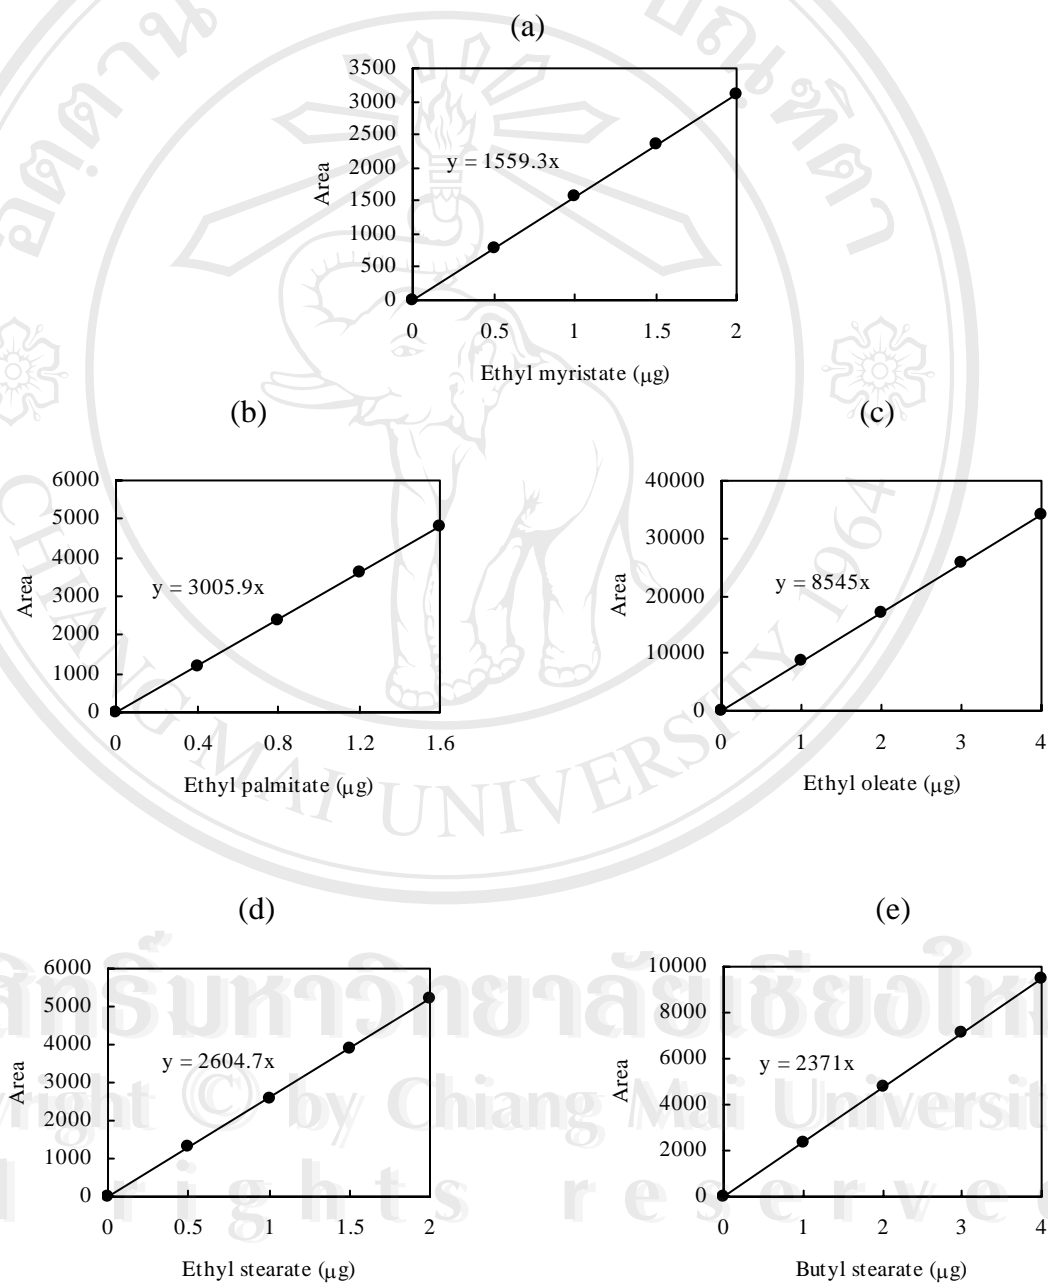 (a)
3500
3000
2500
2000
1500
1000
500
0
Area
y = 1559.3x
0 0.5 1 1.5 2
Ethyl myristate (μg)
(b)
6000
5000
4000
3000
2000
1000
0
Area
y = 3005.9x
0 0.4 0.8 1.2 1.6
Ethyl palmitate (μg)
(c)
40000
30000
20000
10000
0
Area
y = 8545x
0 1 2 3 4
Ethyl oleate (μg)
(d)
6000
5000
4000
3000
2000
1000
0
Area
y = 2604.7x
0 0.5 1 1.5 2
Ethyl stearate (μg)
(e)
10000
8000
6000
4000
2000
0
Area
y = 2371x
0 1 2 3 4
Butyl stearate (μg)
CHIANG MAI UNIVERSITY 1964
by Chiang Mai Universit
rights reserved